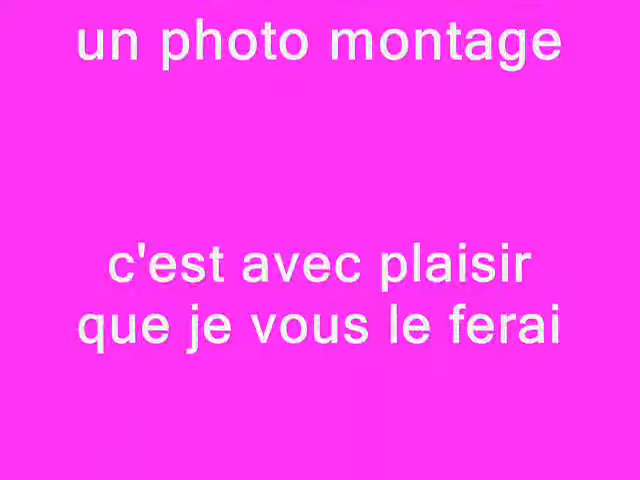 un photo montage
c'est avec plaisir
que je vous le ferai